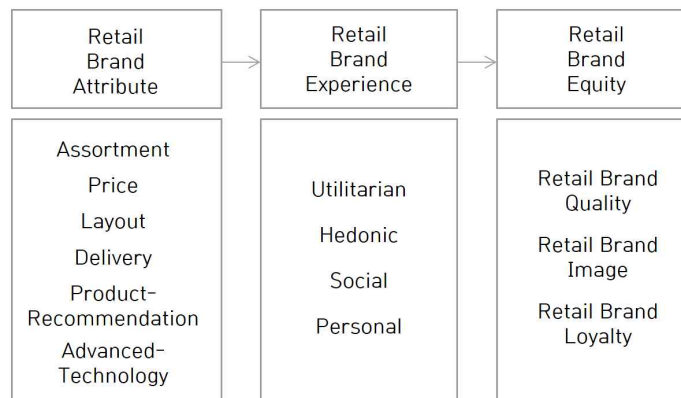 Retail
Brand
Attribute
Retail
Brand
Experience
Retail
Brand
Equity
Assortment
Price
Layout
Delivery
Product-
Recommendation
Advanced-
Technology
Utilitarian
Hedonic
Social
Personal
Retail Brand
Quality
Retail Brand
Image
Retail Brand
Loyalty